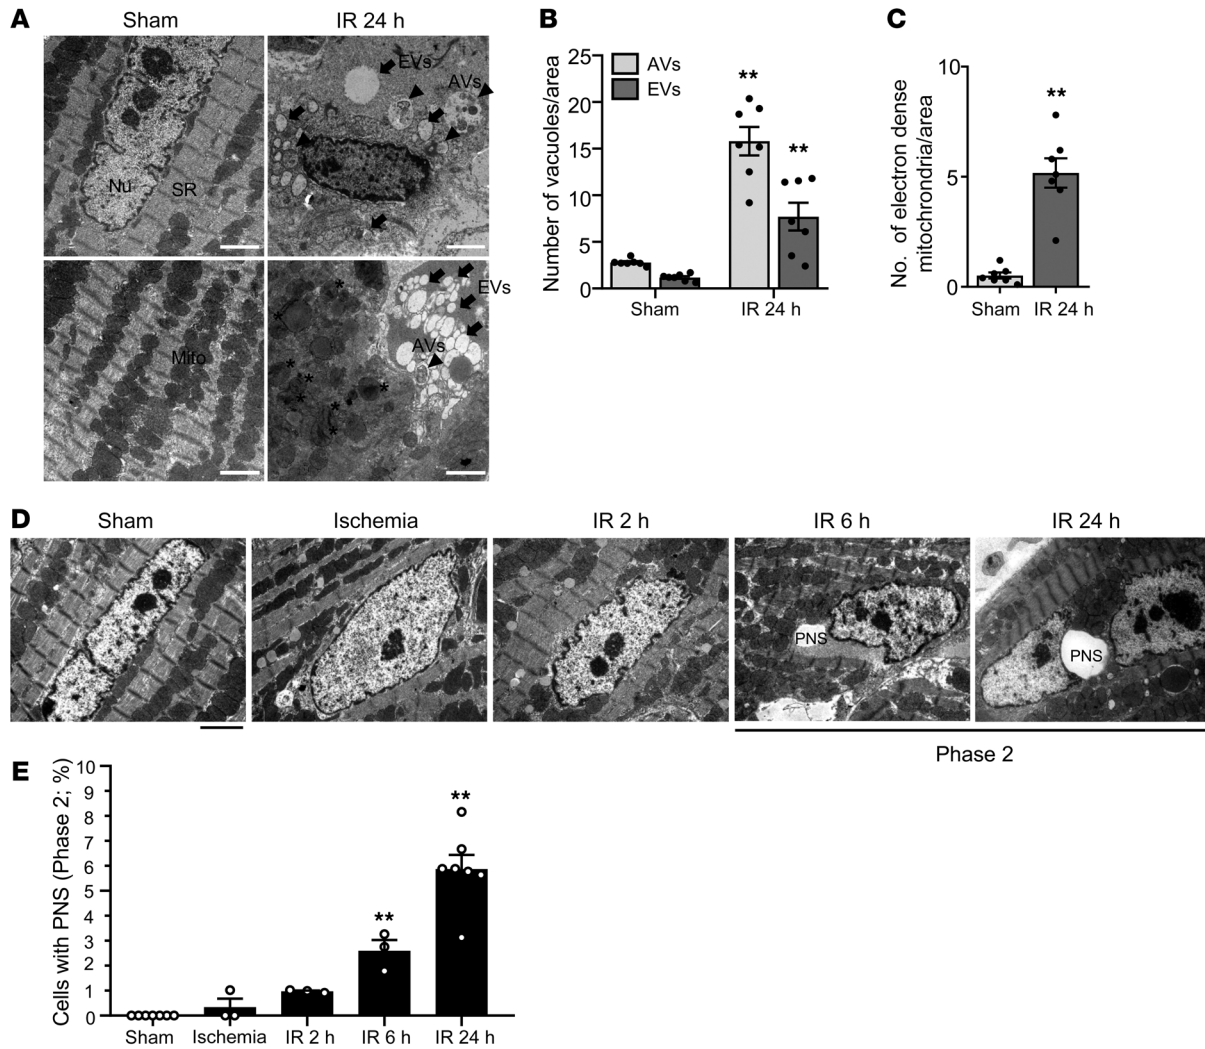 A
Sham
IR 24 h
EVs
AVs
Nu
SR
EVs
Mito
AVs
*
*
*
*
*
*
*
*
B
Number of vacuoles/area
25
20
15
10
5
0
AVs
EVs
**
**
Sham
IR 24 h
C
No. of electron dense
mitochrondria/area
10
5
0
**
Sham
IR 24 h
D
Sham
Ischemia
IR 2 h
IR 6 h
IR 24 h
PNS
PNS
Phase 2
E
Cells with PNS (Phase 2; %)
10
9
8
7
6
5
4
3
2
1
0
**
**
Sham
Ischemia
IR 2 h
IR 6 h
IR 24 h